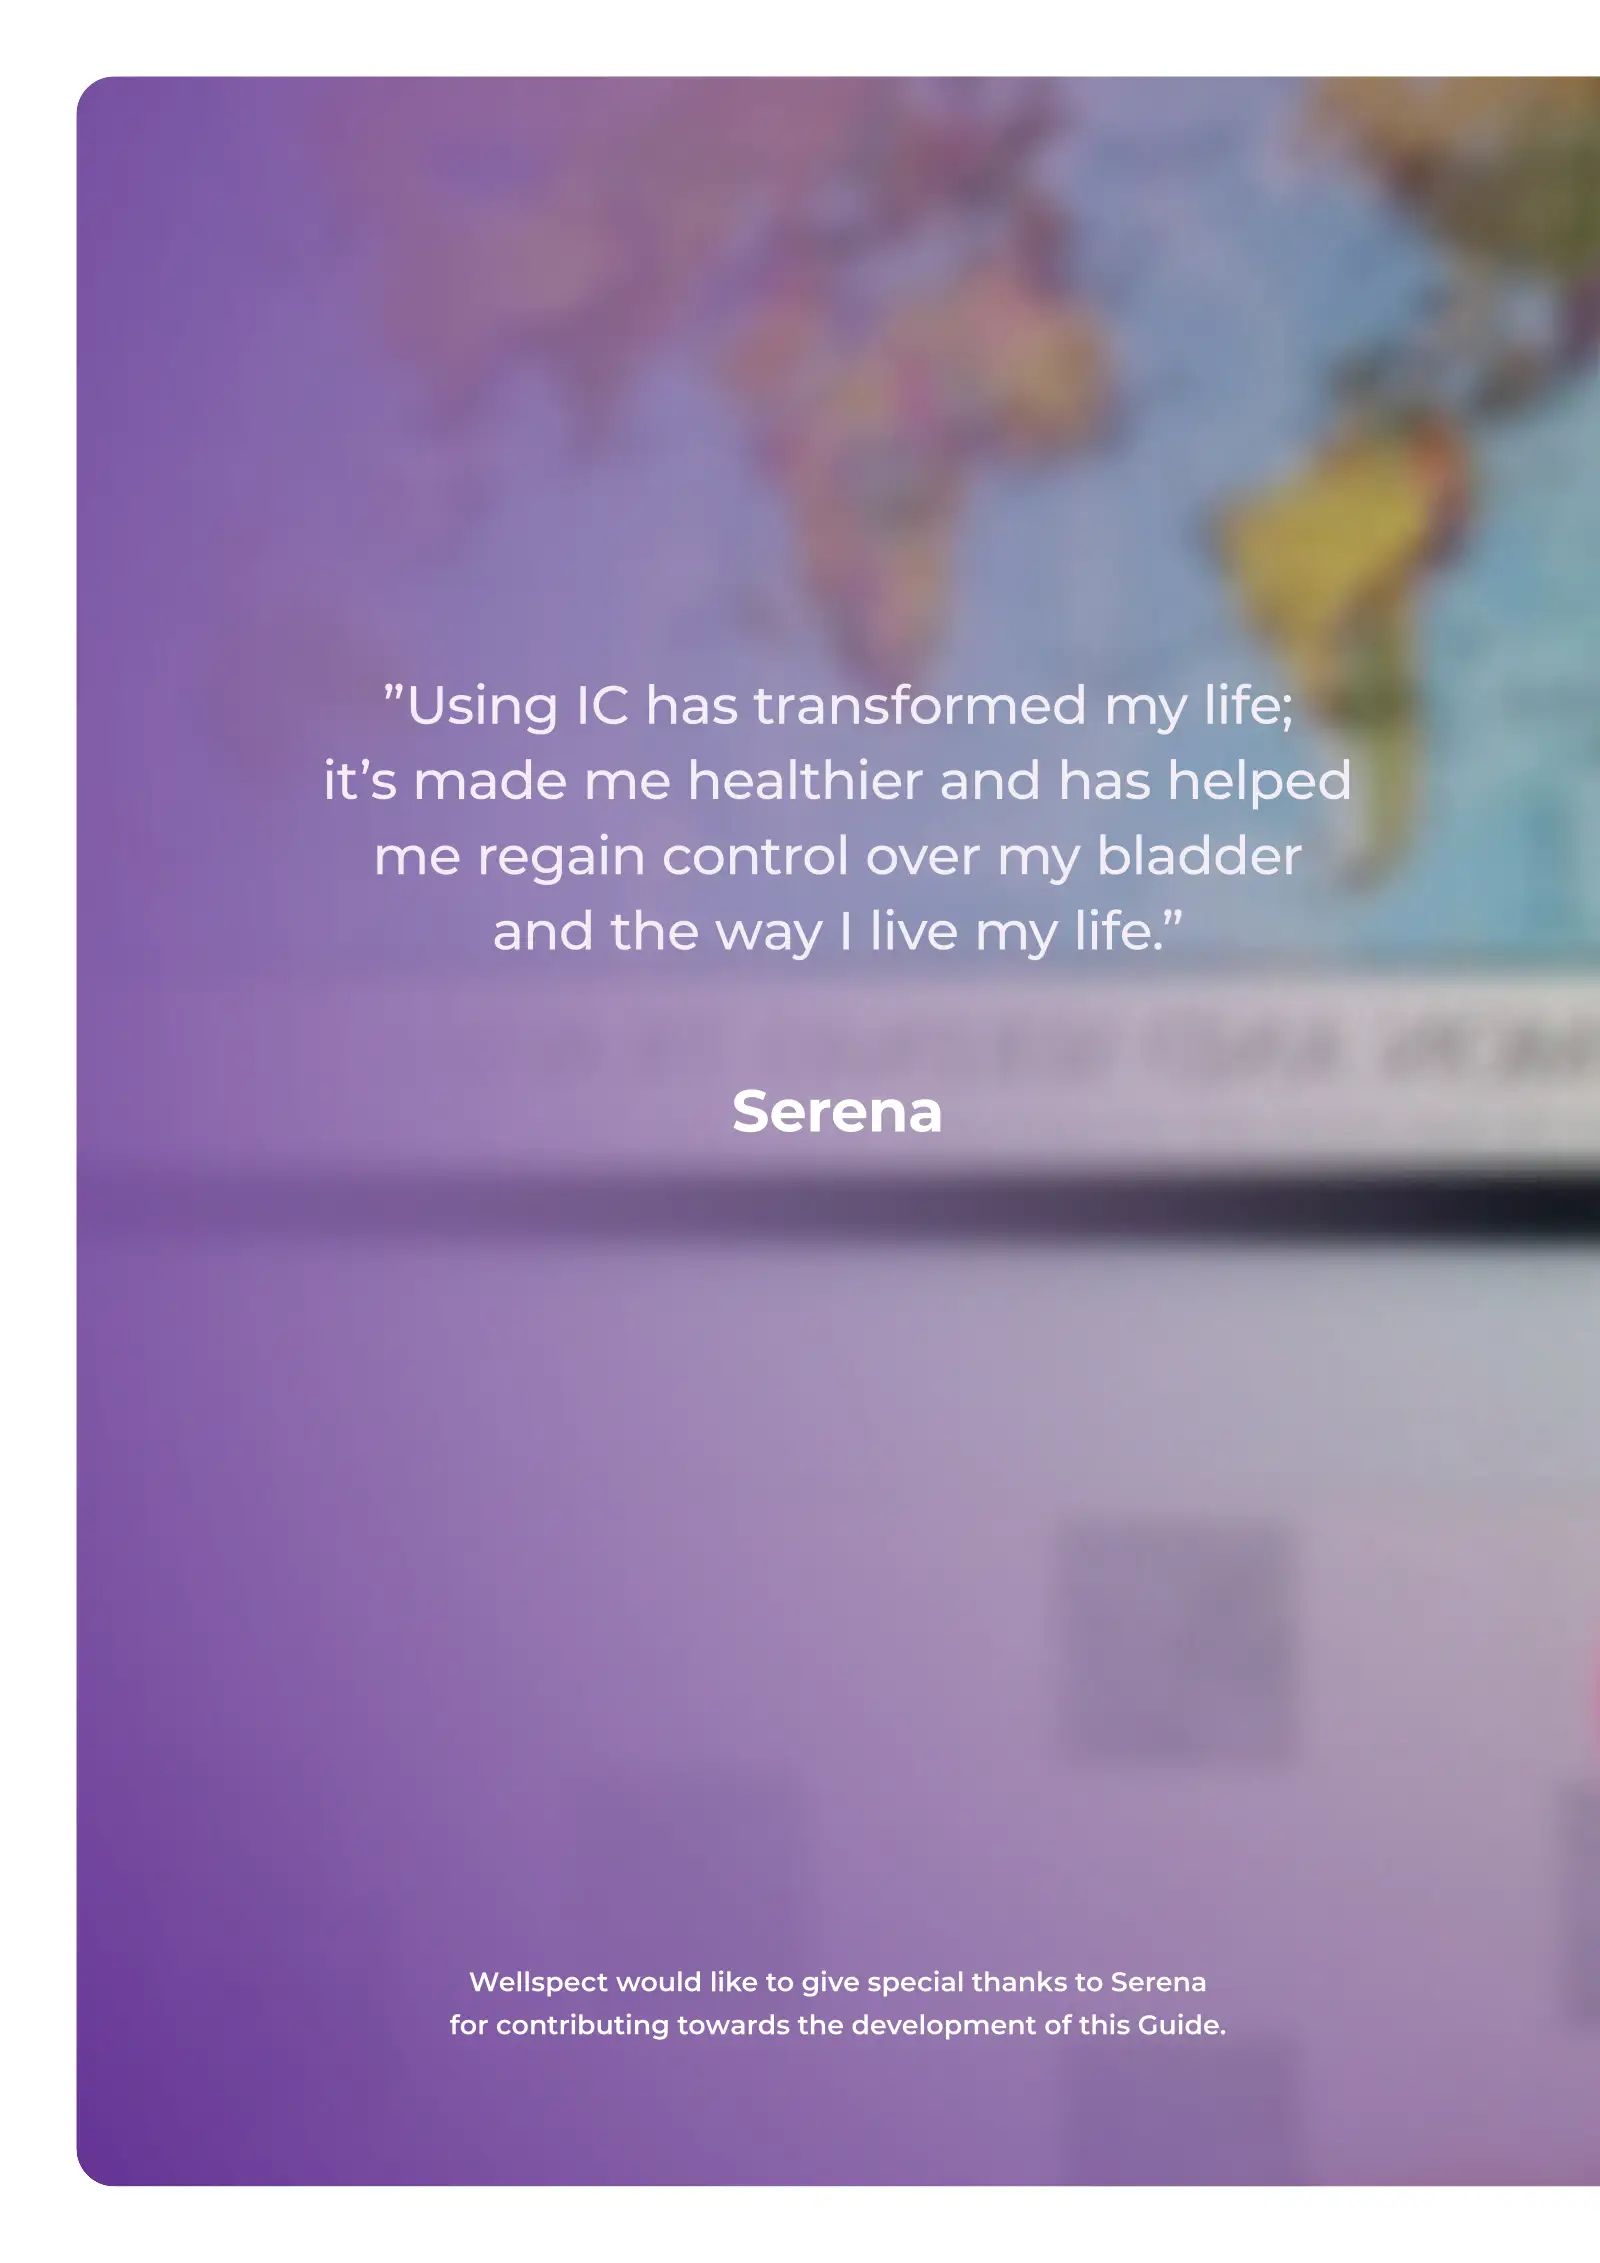 ”Using IC has transformed my life;
it’s made me healthier and has helped
me regain control over my bladder
and the way I live my life.”
Serena
Wellspect would like to give special thanks to Serena
for contributing towards the development of this Guide.